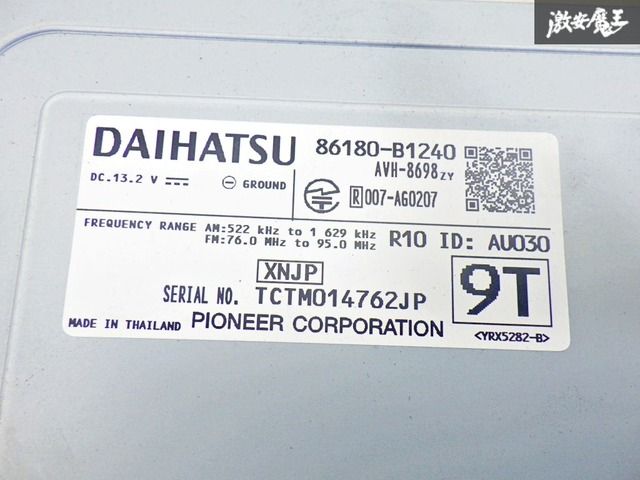 激安魔王
DAIHATSU 86180-B1240
AVH-8698ZY
DC.13.2 V ⎓ ⊖ GROUND
R 007-AG0207
FREQUENCY RANGE AM:522 kHz to 1 629 kHz
FM:76.0 MHz to 95.0 MHz R10 ID: AU030
XNJP
9T
SERIAL NO. TCTM014762JP
MADE IN THAILAND PIONEER CORPORATION
<YRX5282-B>